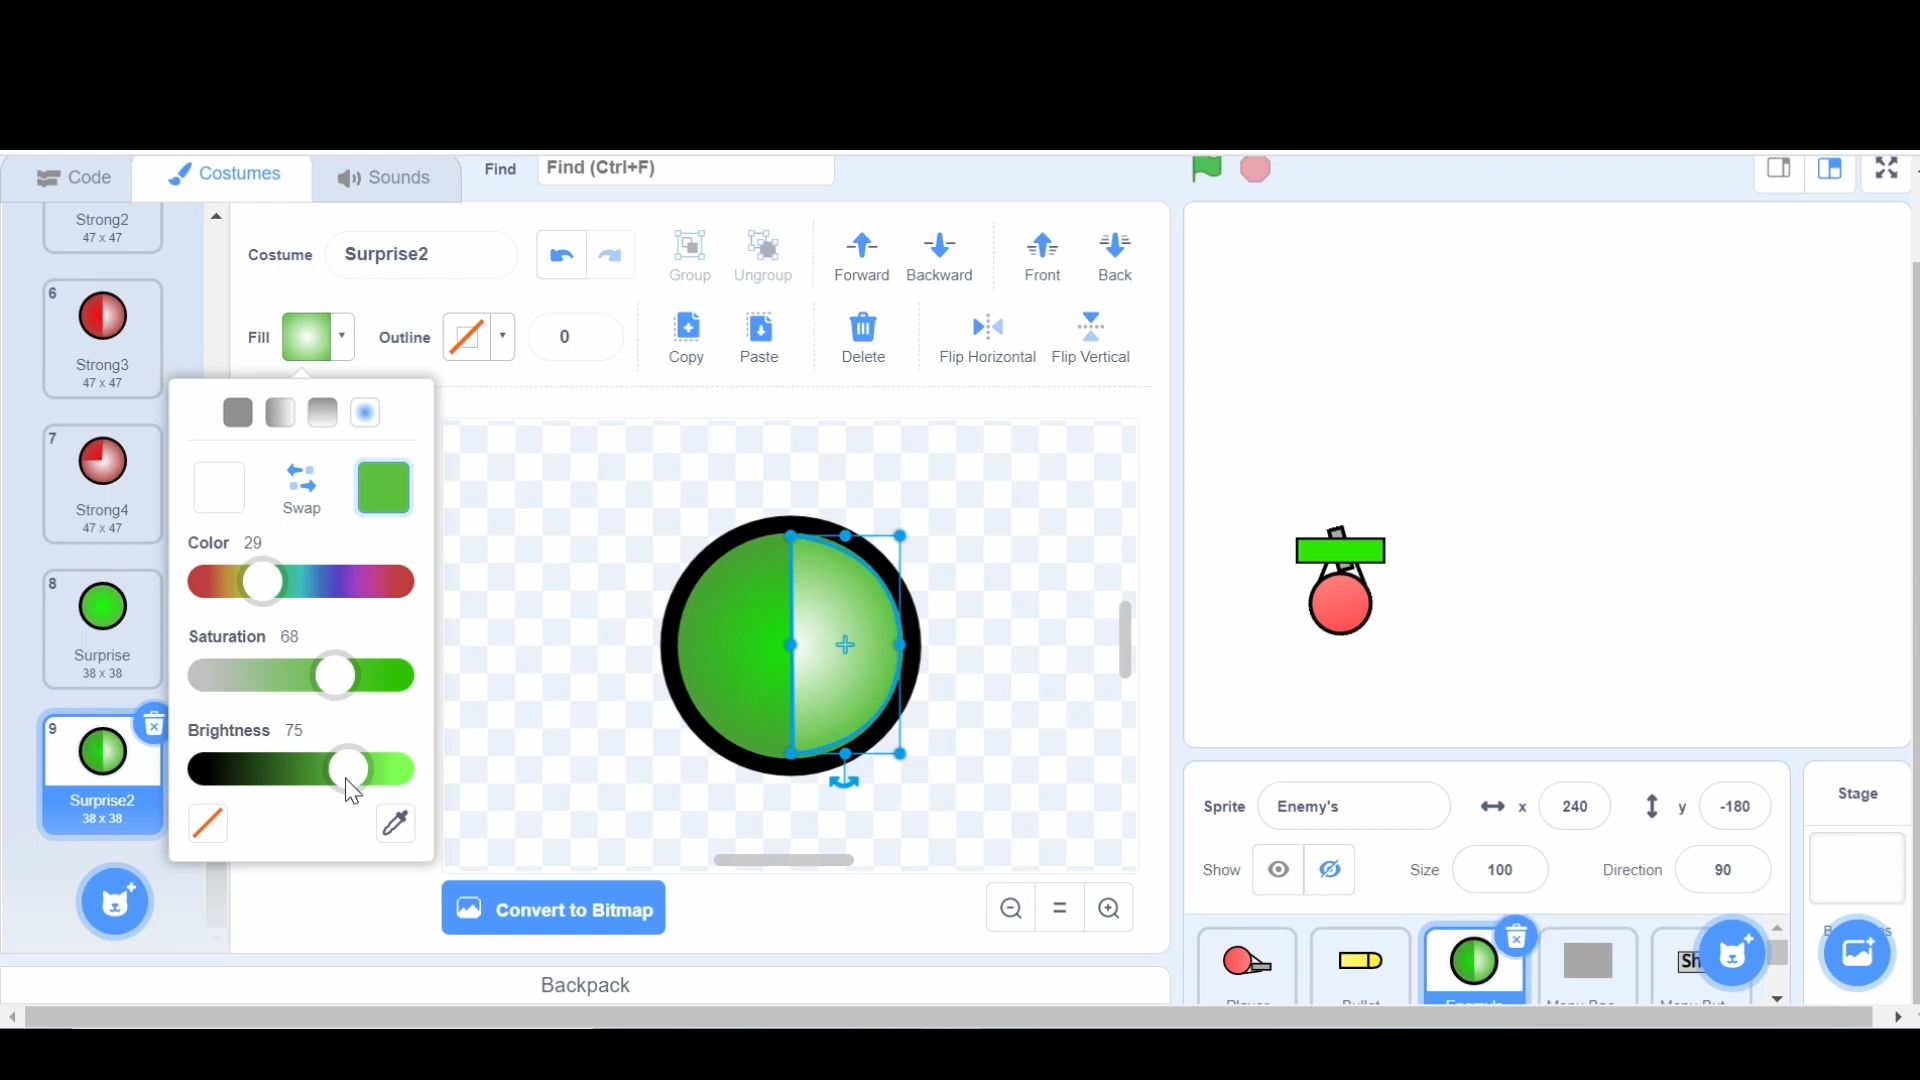 Code
Costumes
Sounds
Find
Find (Ctrl+F)
Strong2
47 x 47
6
Strong3
47 x 47
7
Strong4
47 x 47
8
Surprise
38 x 38
9
Surprise2
38 x 38
Costume
Surprise2
Group
Ungroup
Forward
Backward
Front
Back
Fill
Outline
0
Copy
Paste
Delete
Flip Horizontal
Flip Vertical
Swap
Color 29
Saturation 68
Brightness 75
Convert to Bitmap
Backpack
Sprite
Enemy's
x
240
y
-180
Show
Size
100
Direction
90
Stage
Sh